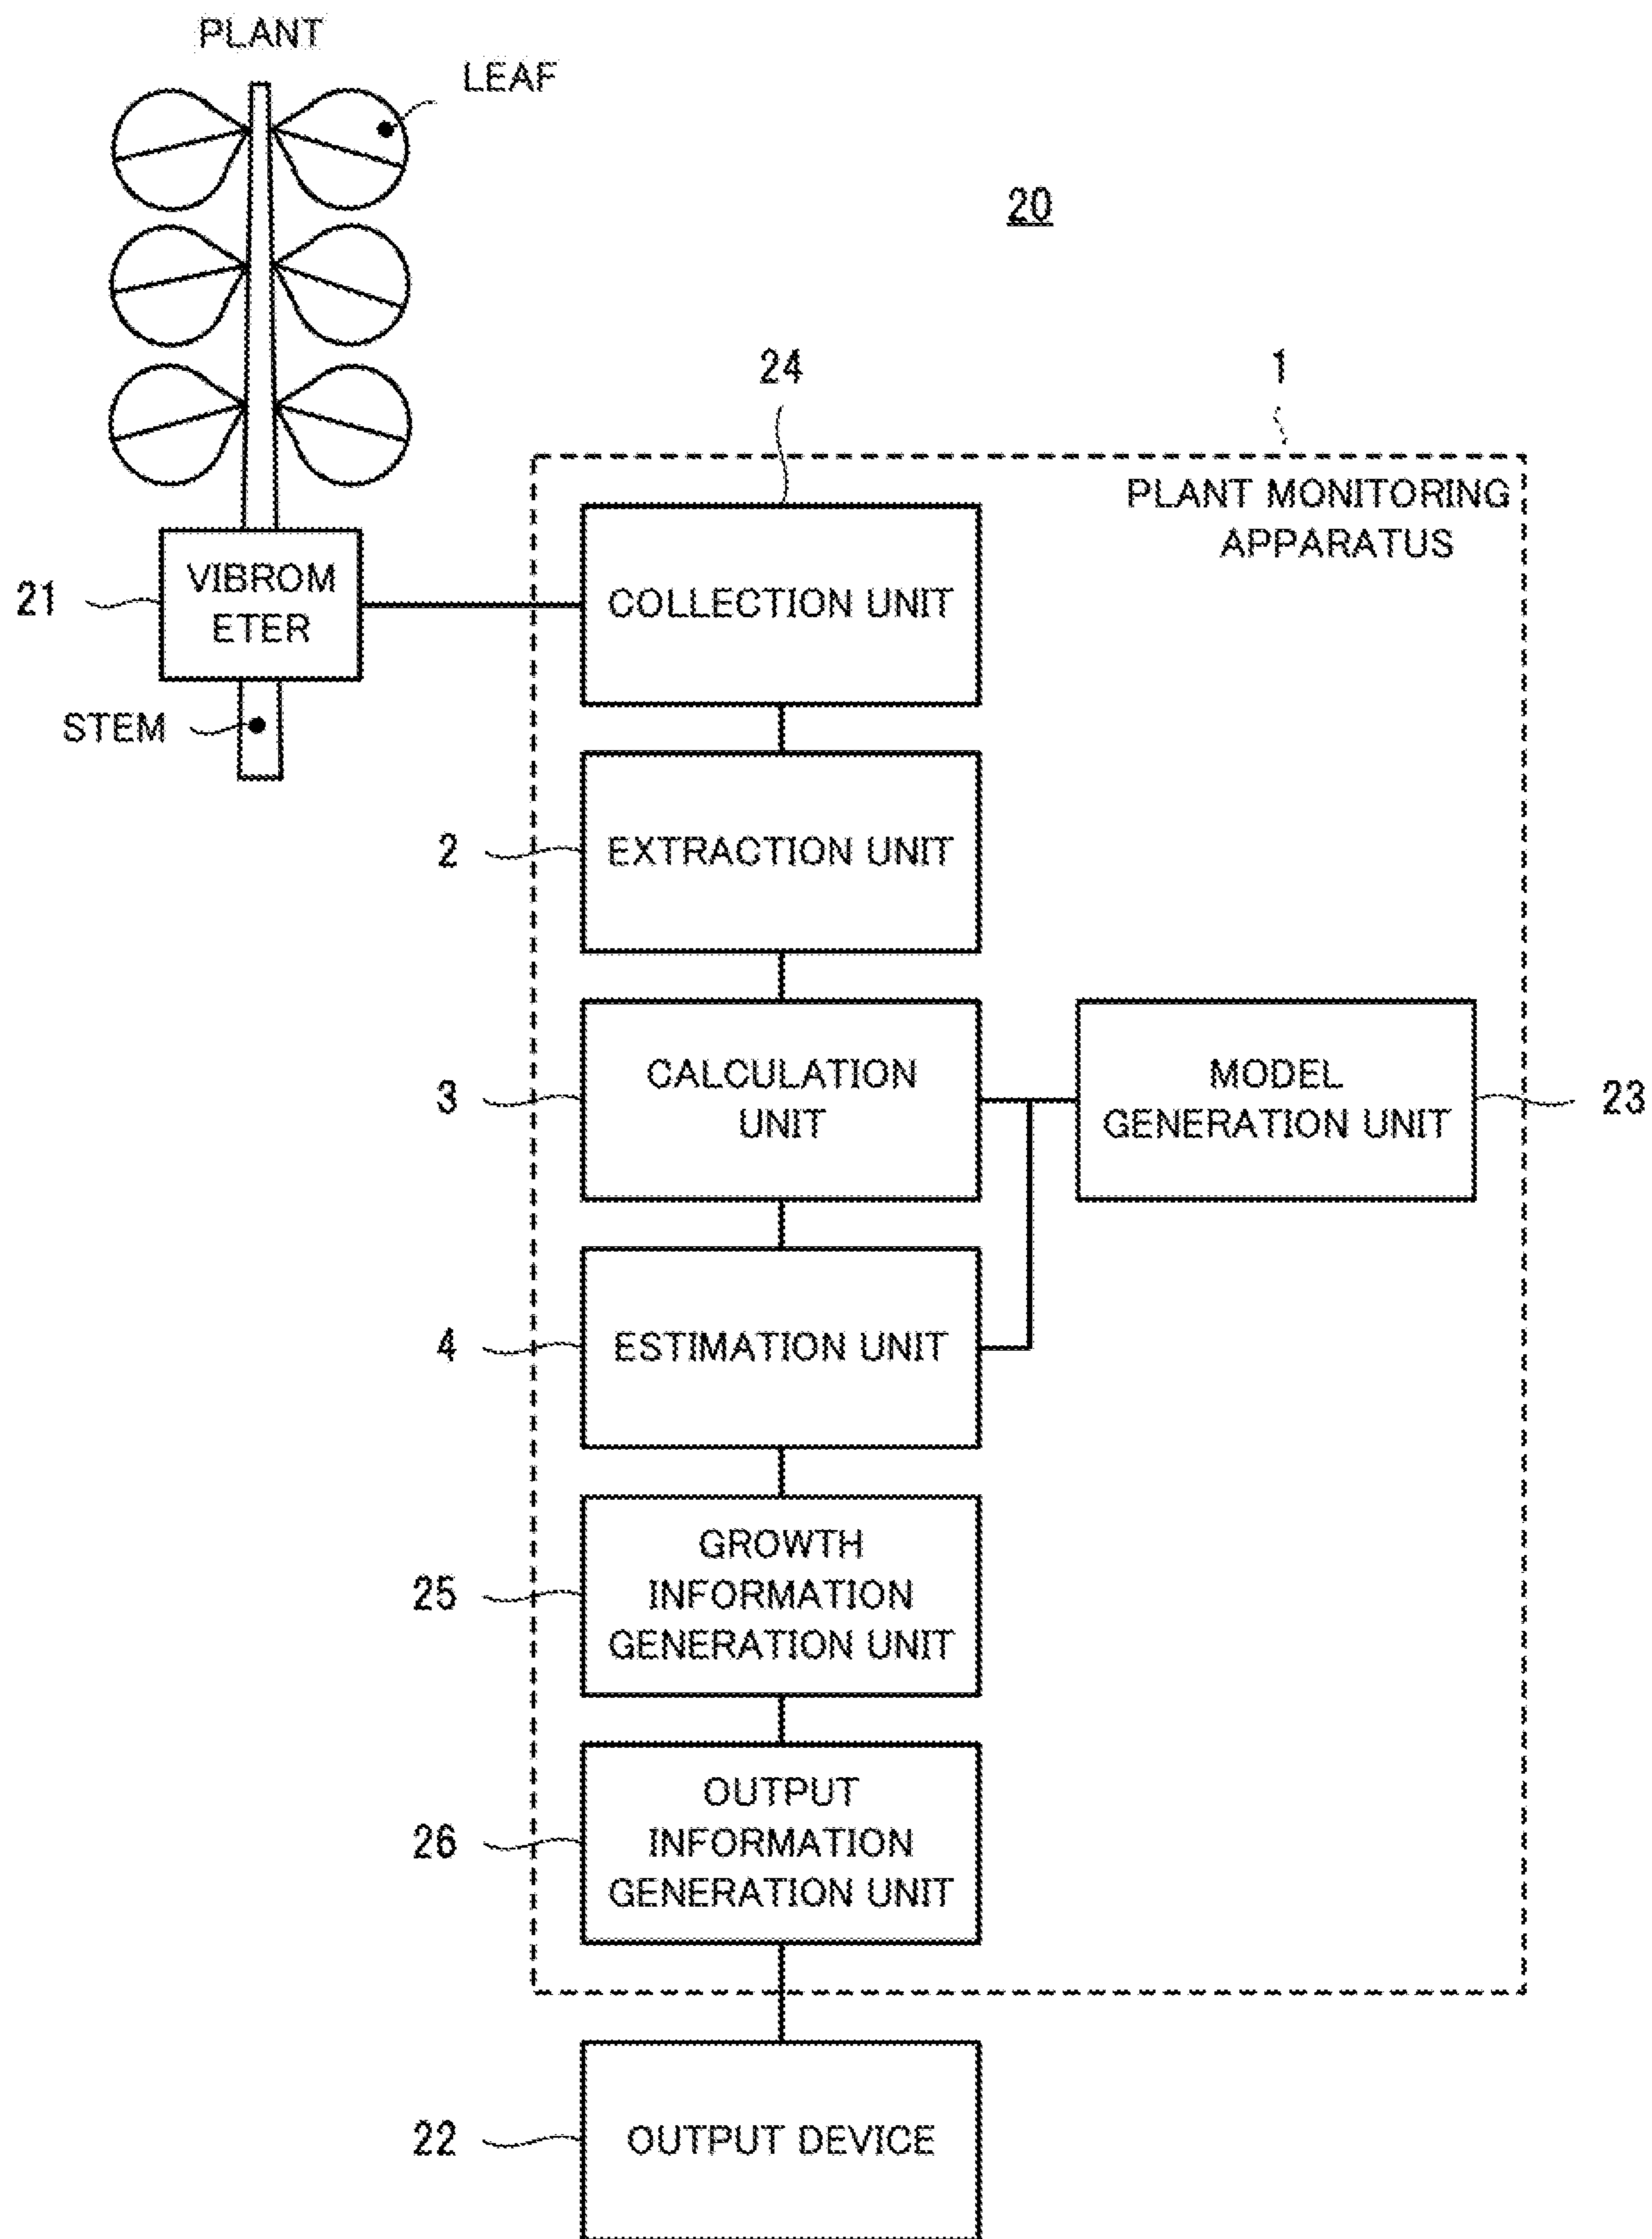 PLANT
LEAF
20
24
1
PLANT MONITORING
APPARATUS
21
VIBROM
ETER
COLLECTION UNIT
STEM
2
EXTRACTION UNIT
3
CALCULATION
UNIT
MODEL
GENERATION UNIT
23
4
ESTIMATION UNIT
25
GROWTH
INFORMATION
GENERATION UNIT
26
OUTPUT
INFORMATION
GENERATION UNIT
22
OUTPUT DEVICE